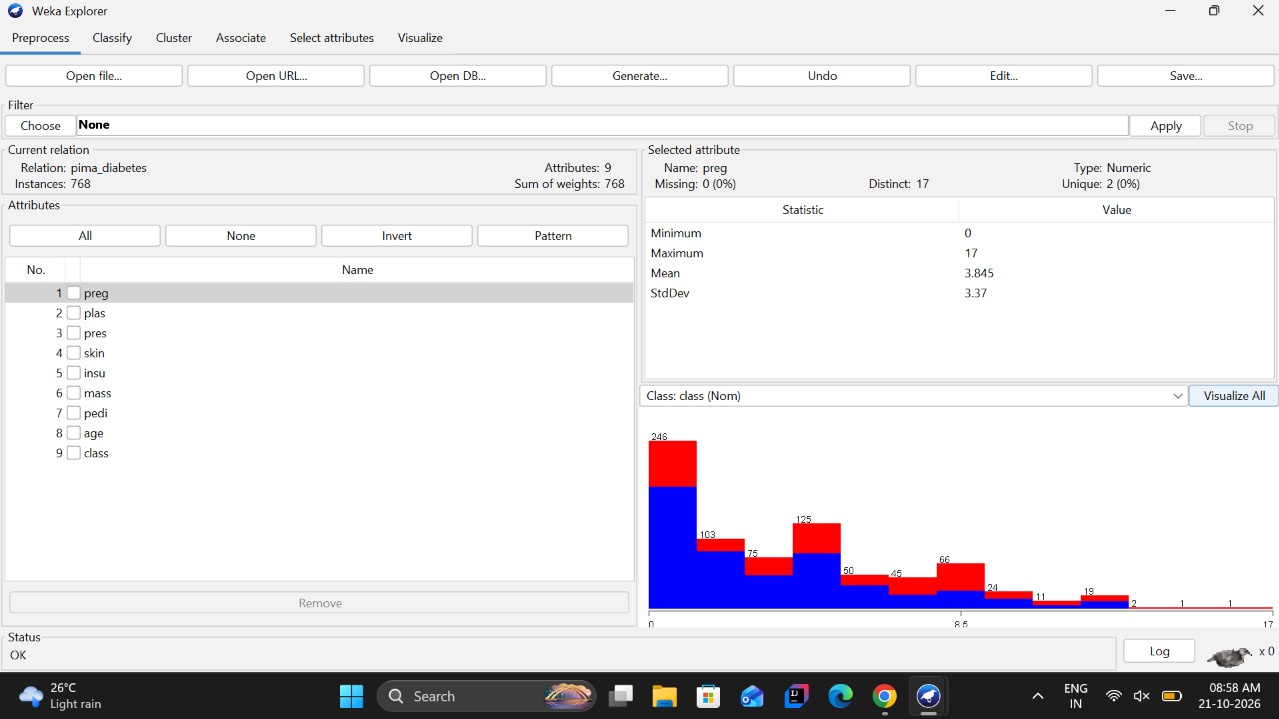 Weka Explorer
Preprocess Classify Cluster Associate Select attributes Visualize
Open file... Open URL... Open DB... Generate... Undo Edit... Save...
Filter
Choose None Apply Stop
Current relation
Relation: pima_diabetes Attributes: 9
Instances: 768 Sum of weights: 768
Attributes
All None Invert Pattern
No. Name
1 preg
2 plas
3 pres
4 skin
5 insu
6 mass
7 pedi
8 age
9 class
Remove
Selected attribute
Name: preg Type: Numeric
Missing: 0 (0%) Distinct: 17 Unique: 2 (0%)
Statistic Value
Minimum 0
Maximum 17
Mean 3.845
StdDev 3.37
Class: class (Nom) Visualize All
246
103
75
125
50
45
66
24
11
19
2
1
1
0 8.5 17
Status
OK
Log x 0
26°C
Light rain
Search
ENG
IN
08:58 AM
21-10-2026